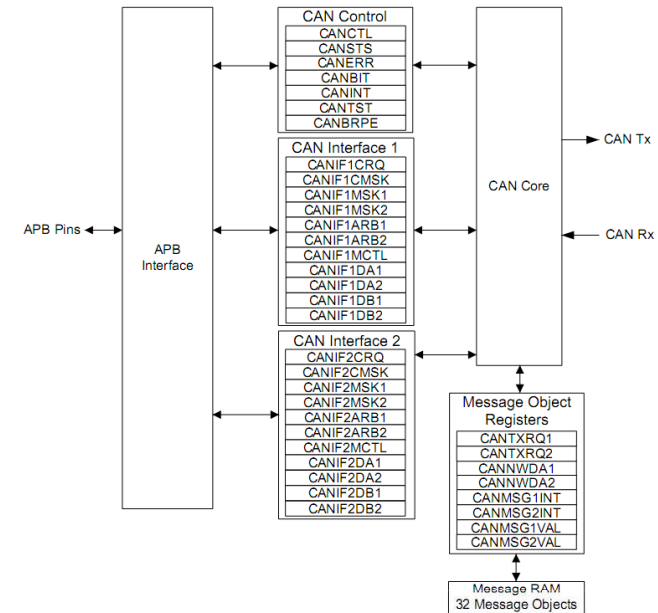 CAN Control
CANCTL
CANSTS
CANERR
CANBIT
CANINT
CANTST
CANBRPE
CAN Interface 1
CANIF1CRQ
CANIF1CMSK
CANIF1MSK1
CANIF1MSK2
CANIF1ARB1
CANIF1ARB2
CANIF1MCTL
CANIF1DA1
CANIF1DA2
CANIF1DB1
CANIF1DB2
CAN Interface 2
CANIF2CRQ
CANIF2CMSK
CANIF2MSK1
CANIF2MSK2
CANIF2ARB1
CANIF2ARB2
CANIF2MCTL
CANIF2DA1
CANIF2DA2
CANIF2DB1
CANIF2DB2
APB Pins
APB
Interface
CAN Core
CAN Tx
CAN Rx
Message Object
Registers
CANTXRQ1
CANTXRQ2
CANNWDA1
CANNWDA2
CANMSG1INT
CANMSG2INT
CANMSG1VAL
CANMSG2VAL
Message RAM
32 Message Objects